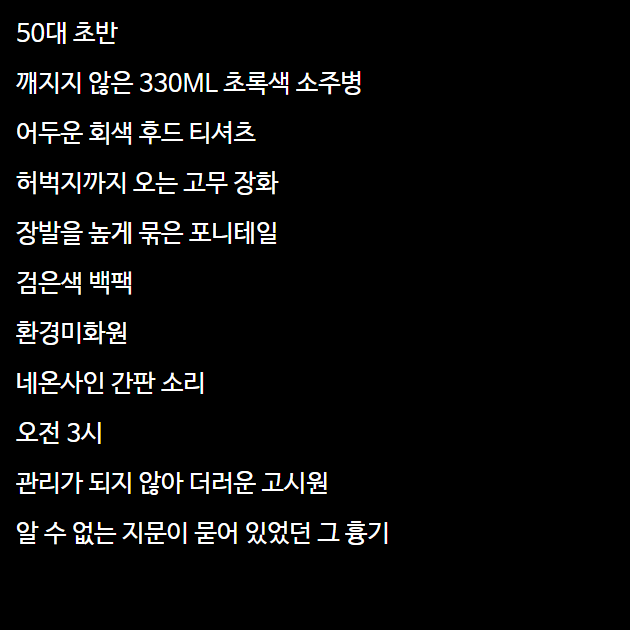 50대 초반
깨지지 않은 330ML 초록색 소주병
어두운 회색 후드 티셔츠
허벅지까지 오는 고무 장화
장발을 높게 묶은 포니테일
검은색 백팩
환경미화원
네온사인 간판 소리
오전 3시
관리가 되지 않아 더러운 고시원
알 수 없는 지문이 묻어 있었던 그 흉기